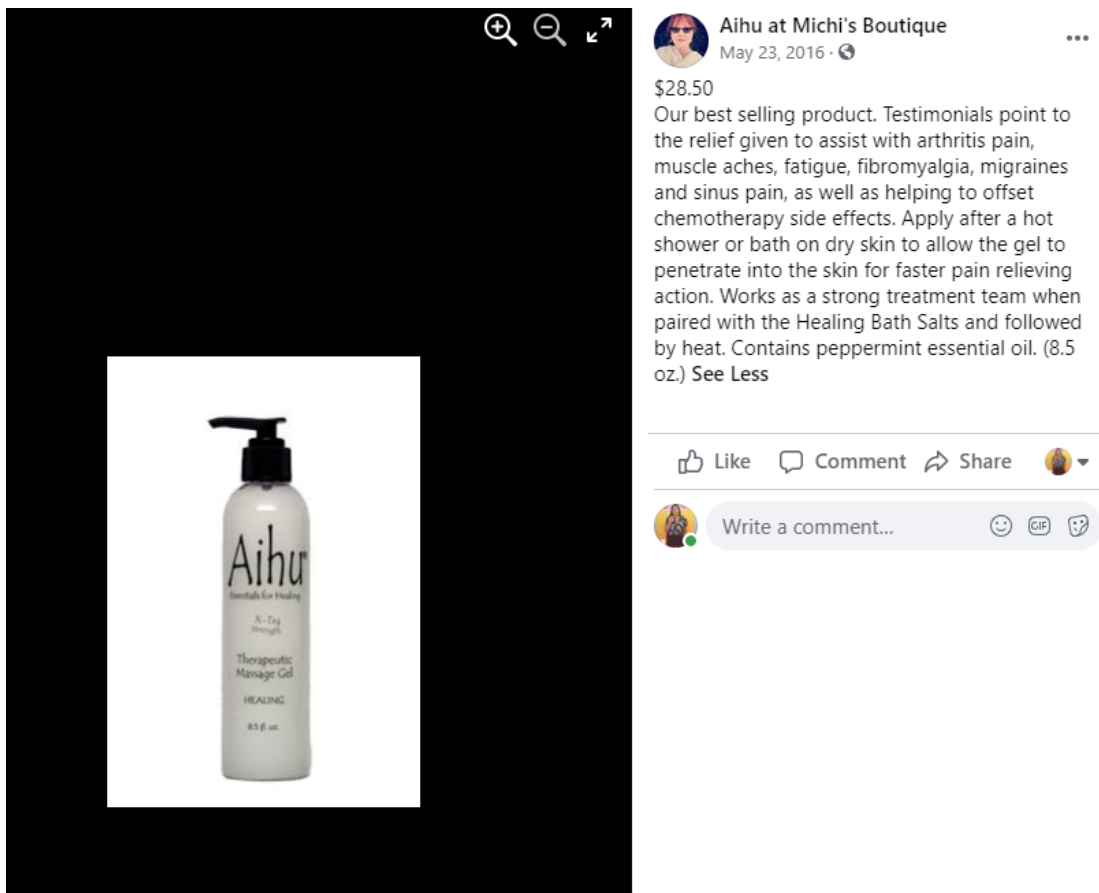 Aihu at Michi's Boutique
May 23, 2016 ·
$28.50
Our best selling product. Testimonials point to
the relief given to assist with arthritis pain,
muscle aches, fatigue, fibromyalgia, migraines
and sinus pain, as well as helping to offset
chemotherapy side effects. Apply after a hot
shower or bath on dry skin to allow the gel to
penetrate into the skin for faster pain relieving
action. Works as a strong treatment team when
paired with the Healing Bath Salts and followed
by heat. Contains peppermint essential oil. (8.5
oz.) See Less
Like Comment Share
Write a comment... GIF
Aihu
Essentials for Healing
X-Tra
Strength
Therapeutic
Massage Gel
HEALING
8.5 fl oz.